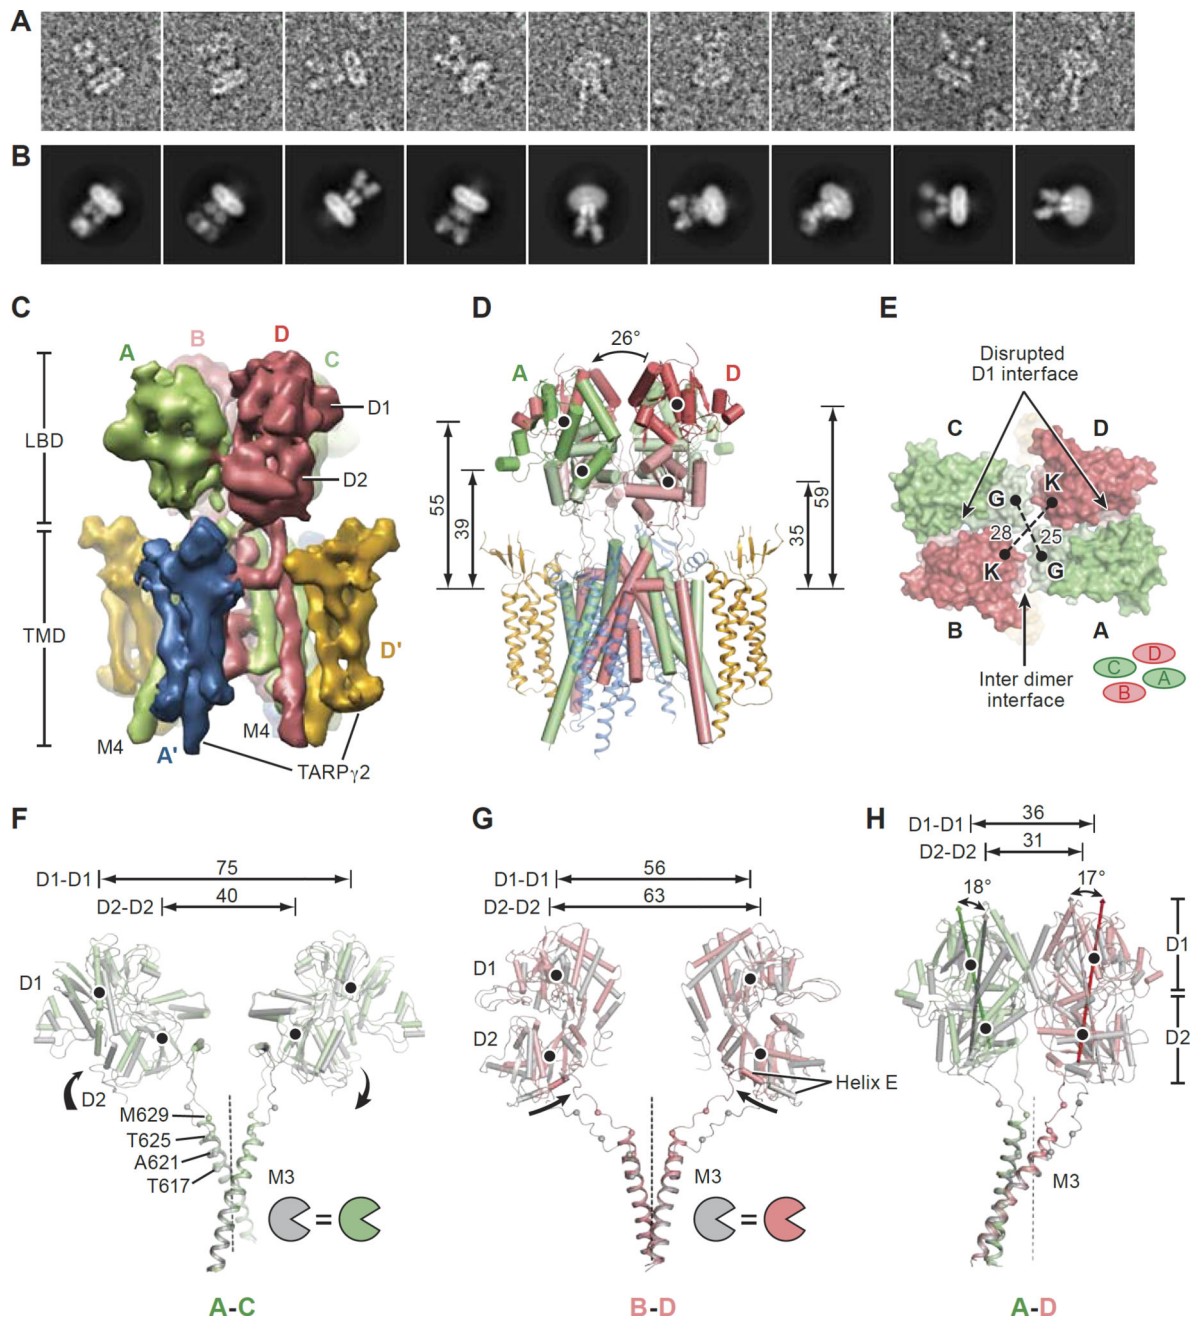 A
B
C
B
D
A
C
D1
LBD
D2
TMD
D'
M4
A'
TARPγ2
D
26°
A
D
55
39
35
59
E
Disrupted
D1 interface
C
D
G
K
28
25
K
G
B
A
Inter dimer
interface
D
C
A
B
F
75
D1-D1
40
D2-D2
D1
D2
M629
T625
A621
T617
M3
=
A-C
G
56
D1-D1
63
D2-D2
D1
D2
Helix E
M3
=
B-D
H
36
D1-D1
31
D2-D2
18°
17°
D1
D2
M3
A-D